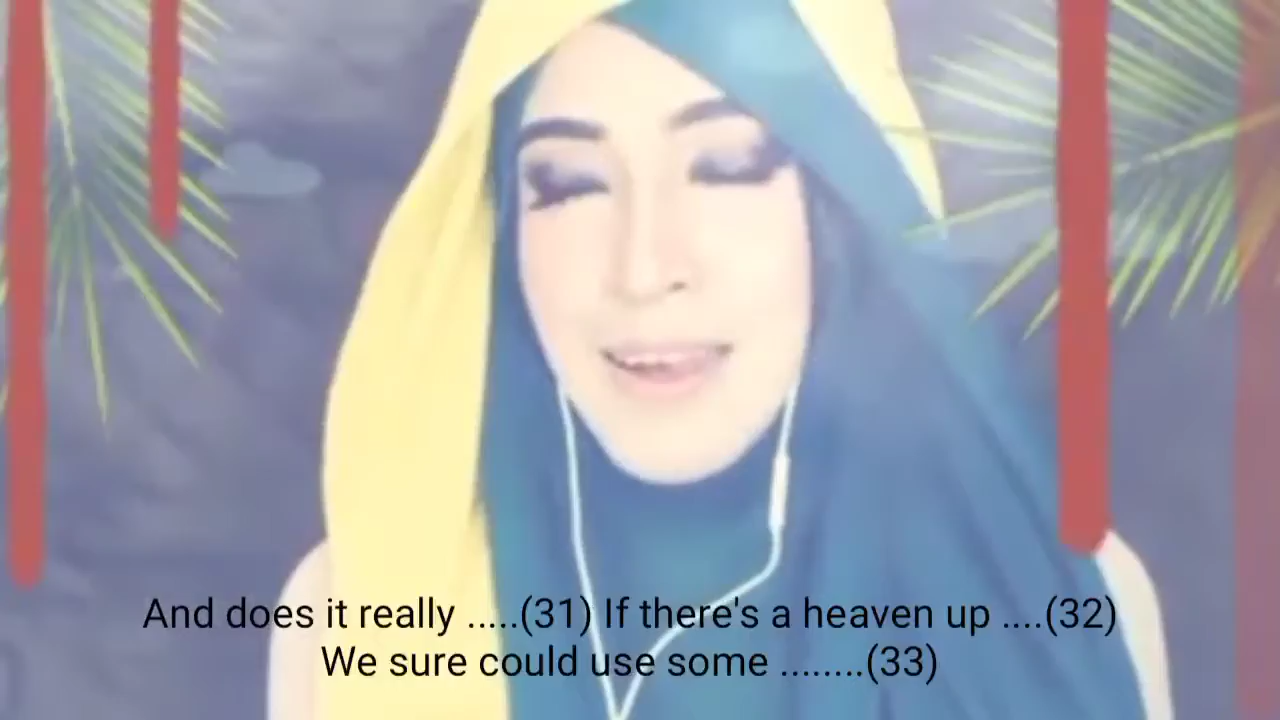 And does it really .....(31) If there's a heaven up ....(32)
We sure could use some ........(33)